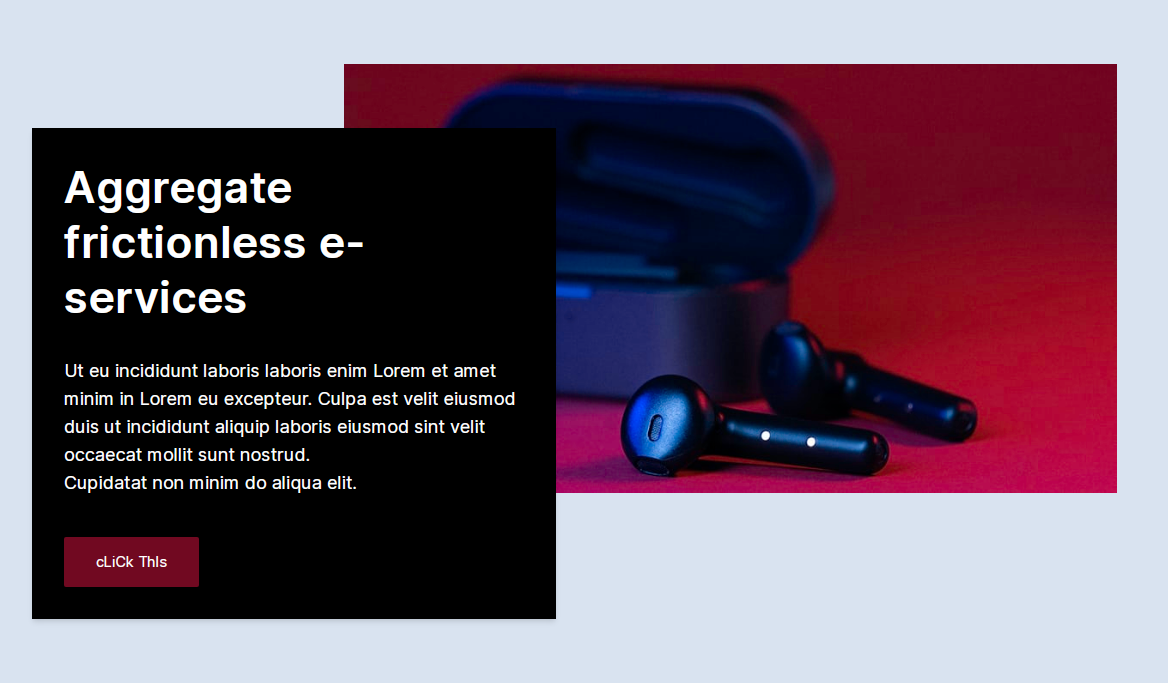 Aggregate
frictionless e-
services
Ut eu incididunt laboris laboris enim Lorem et amet
minim in Lorem eu excepteur. Culpa est velit eiusmod
duis ut incididunt aliquip laboris eiusmod sint velit
occaecat mollit sunt nostrud.
Cupidatat non minim do aliqua elit.
cLiCk ThIs